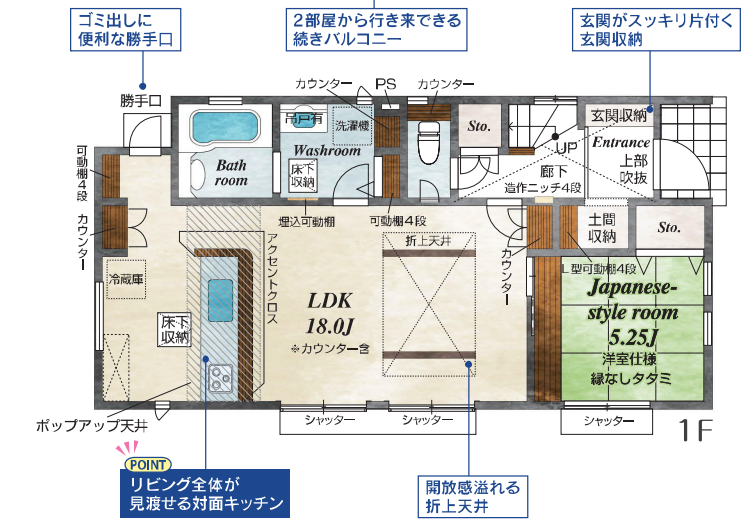 ゴミ出しに
便利な勝手口
2部屋から行き来できる
続きバルコニー
玄関がスッキリ片付く
玄関収納
カウンター
PS
カウンター
勝手口
吊戸有
洗濯機
Sto.
玄関収納
UP
Entrance
上部
吹抜
Washroom
Bath
room
床下
収納
廊下
造作ニッチ4段
可動棚4段
カウンター
埋込可動棚
可動棚4段
土間
収納
Sto.
アクセントクロス
折上天井
カウンター
L型可動棚4段
冷蔵庫
LDK
18.0J
※カウンター含
床下
収納
Japanese-
style room
5.25J
洋室仕様
縁なしタタミ
ポップアップ天井
シャッター
シャッター
シャッター
1F
POINT
リビング全体が
見渡せる対面キッチン
開放感溢れる
折上天井